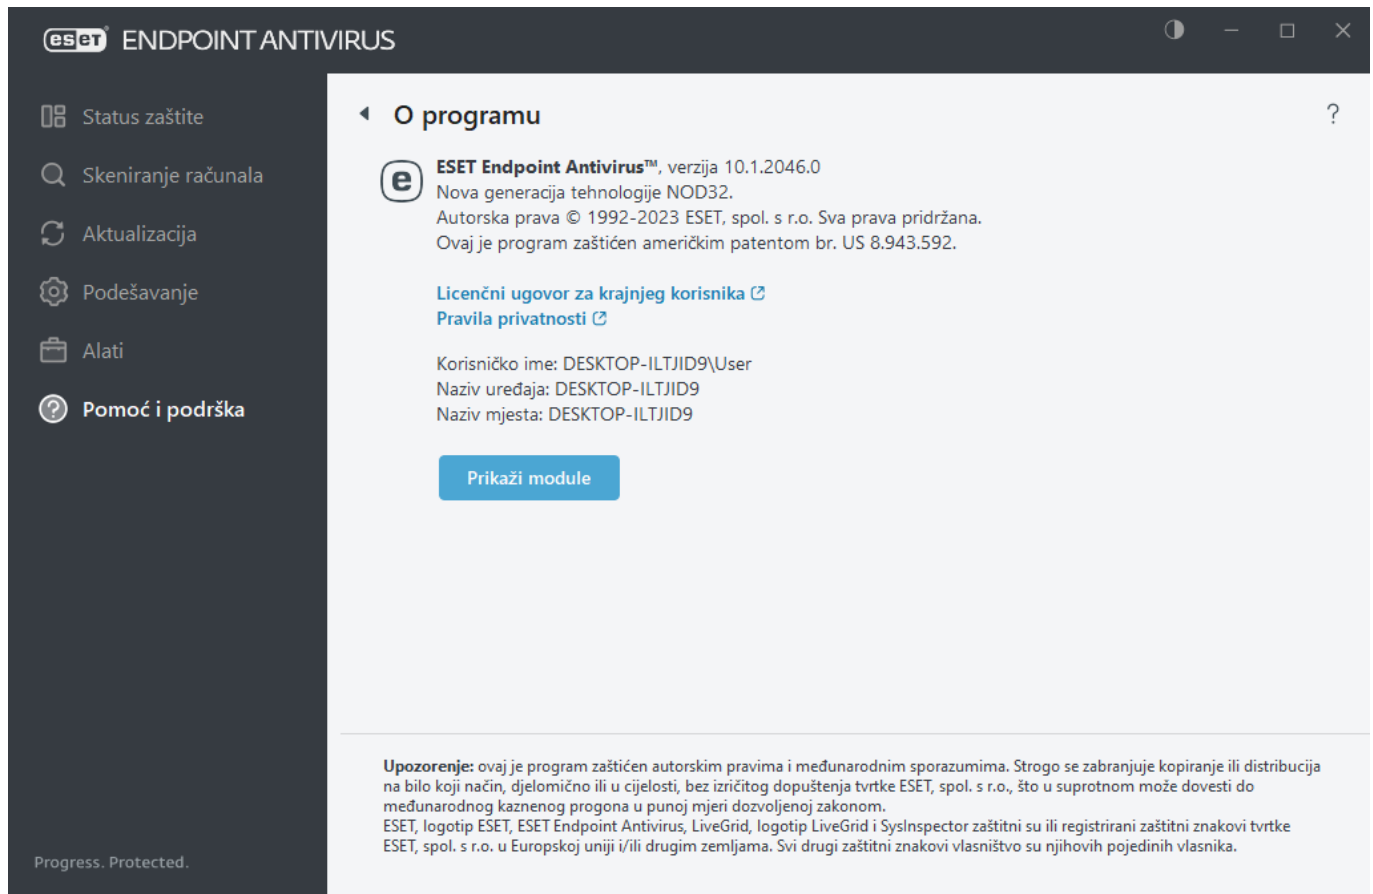 eset ENDPOINT ANTIVIRUS
Status zaštite
Skeniranje računala
Aktualizacija
Podešavanje
Alati
Pomoć i podrška
Progress. Protected.
O programu
?
e
ESET Endpoint Antivirus™, verzija 10.1.2046.0
Nova generacija tehnologije NOD32.
Autorska prava © 1992-2023 ESET, spol. s r.o. Sva prava pridržana.
Ovaj je program zaštićen američkim patentom br. US 8.943.592.
Licenčni ugovor za krajnjeg korisnika
Pravila privatnosti
Korisničko ime: DESKTOP-ILTJID9\User
Naziv uređaja: DESKTOP-ILTJID9
Naziv mjesta: DESKTOP-ILTJID9
Prikaži module
Upozorenje: ovaj je program zaštićen autorskim pravima i međunarodnim sporazumima. Strogo se zabranjuje kopiranje ili distribucija
na bilo koji način, djelomično ili u cijelosti, bez izričitog dopuštenja tvrtke ESET, spol. s r.o., što u suprotnom može dovesti do
međunarodnog kaznenog progona u punoj mjeri dozvoljenoj zakonom.
ESET, logotip ESET, ESET Endpoint Antivirus, LiveGrid, logotip LiveGrid i SysInspector zaštitni su ili registrirani zaštitni znakovi tvrtke
ESET, spol. s r.o. u Europskoj uniji i/ili drugim zemljama. Svi drugi zaštitni znakovi vlasništvo su njihovih pojedinih vlasnika.